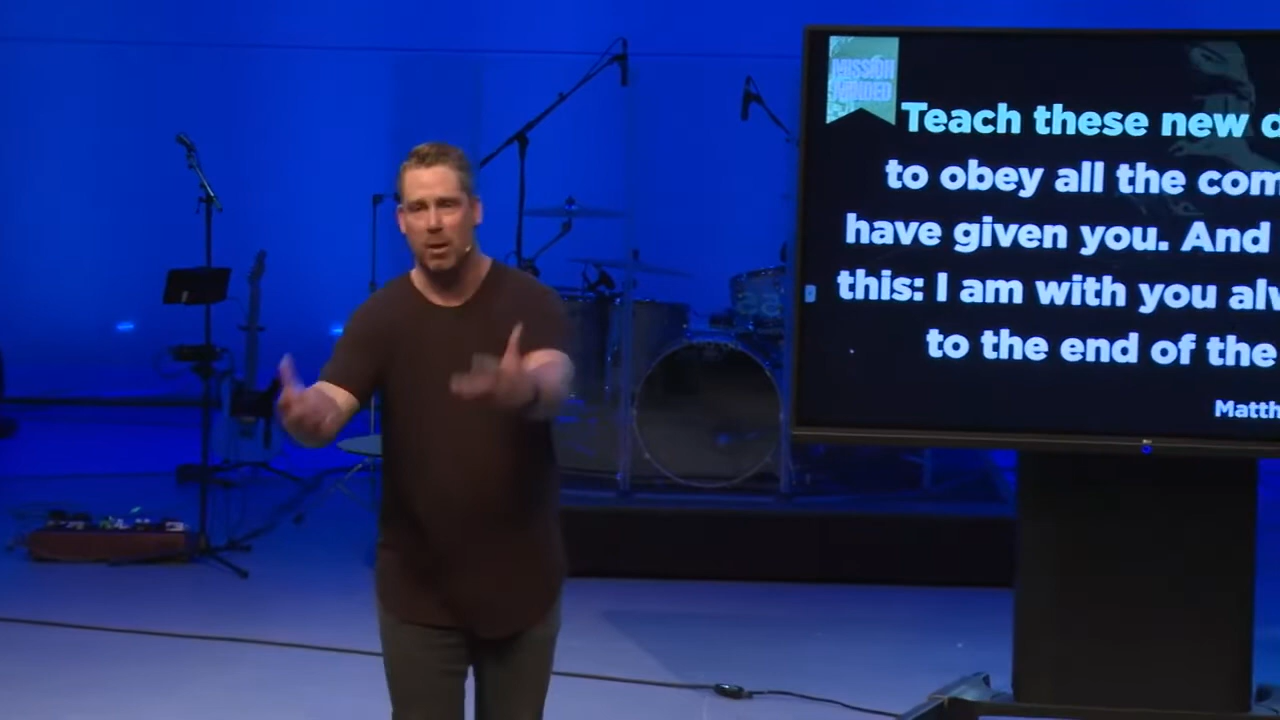 MISSION
MINDED
Teach these new
to obey all the com
have given you. And
this: I am with you alw
to the end of the
Matth